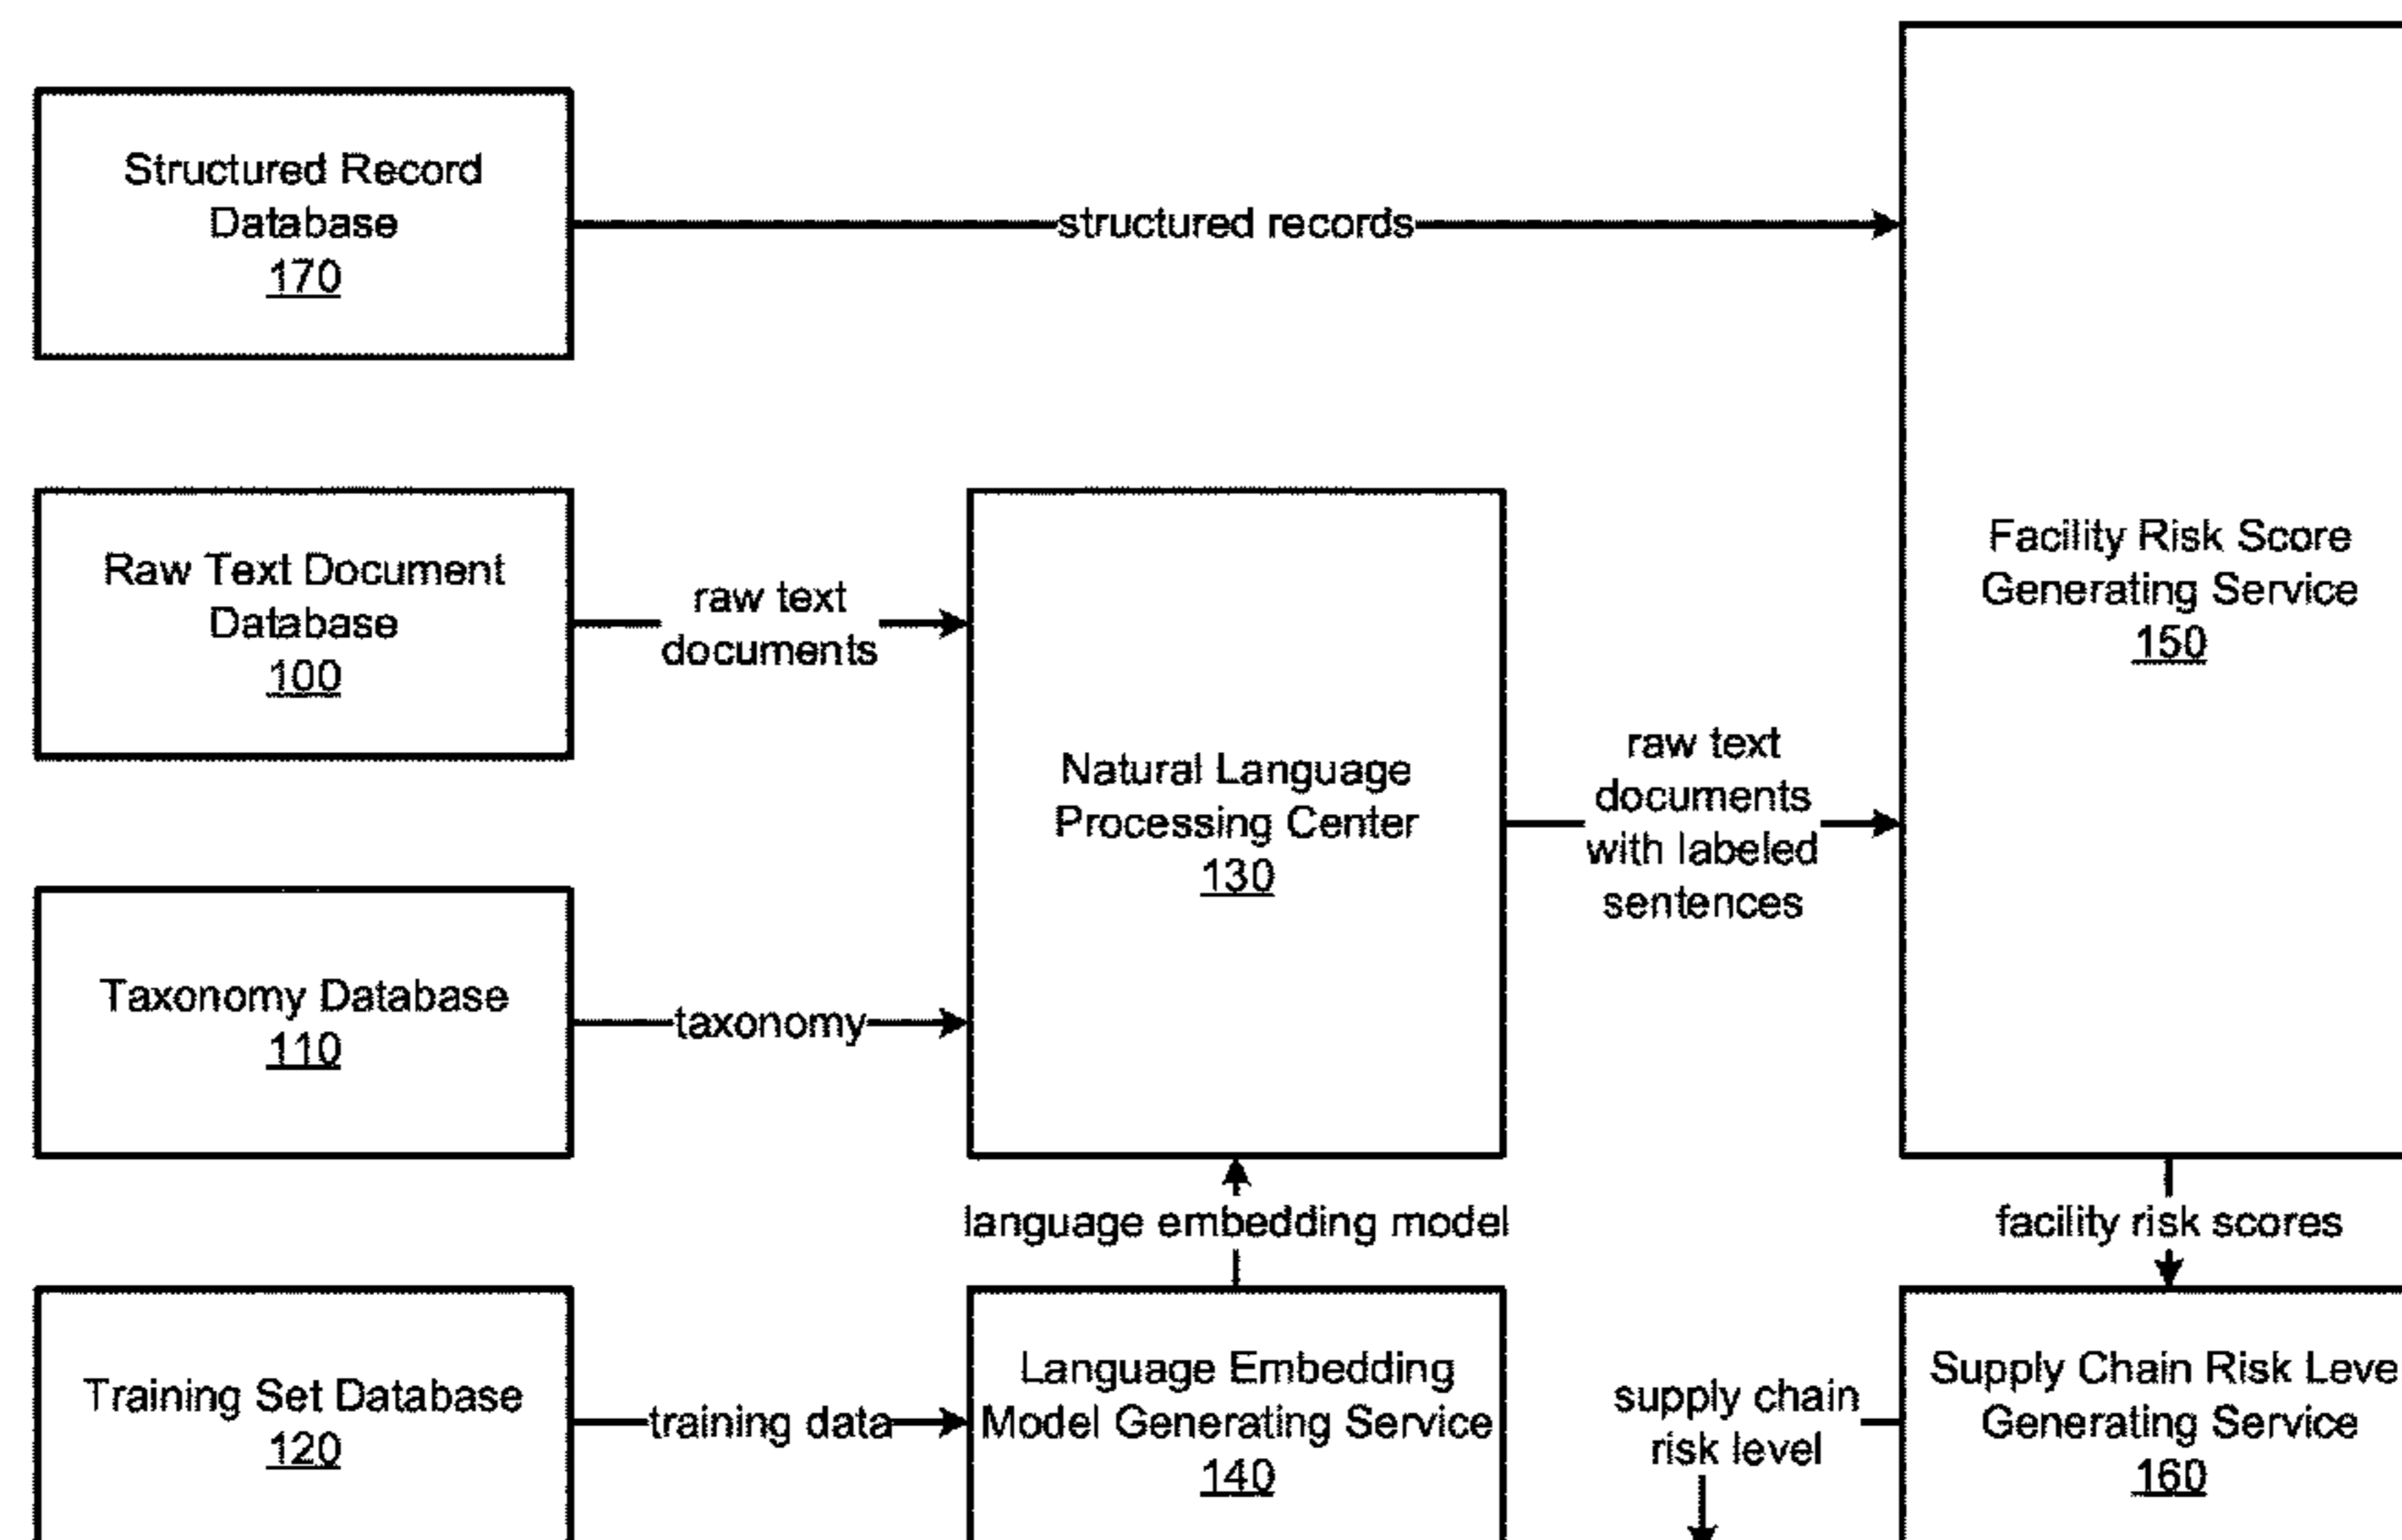 Structured Record
Database
170
structured records
Facility Risk Score
Generating Service
150
Raw Text Document
Database
100
raw text
documents
Natural Language
Processing Center
130
raw text
documents
with labeled
sentences
Taxonomy Database
110
taxonomy
language embedding model
facility risk scores
Training Set Database
120
training data
Language Embedding
Model Generating Service
140
supply chain
risk level
Supply Chain Risk Leve
Generating Service
160